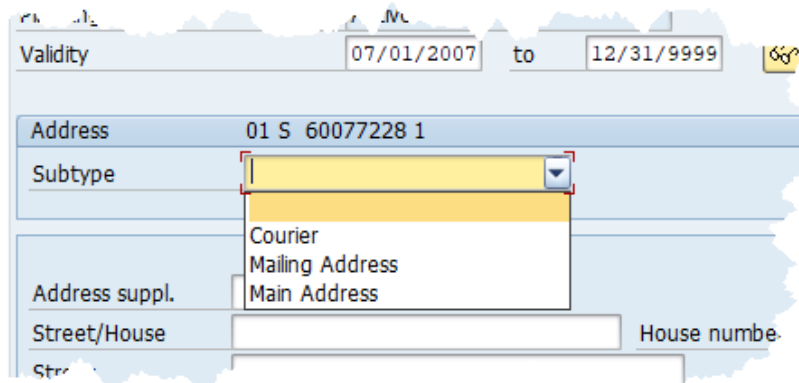 Validity 07/01/2007 to 12/31/9999
Address 01 S 60077228 1
Subtype
Courier
Mailing Address
Main Address
Address suppl.
Street/House House number